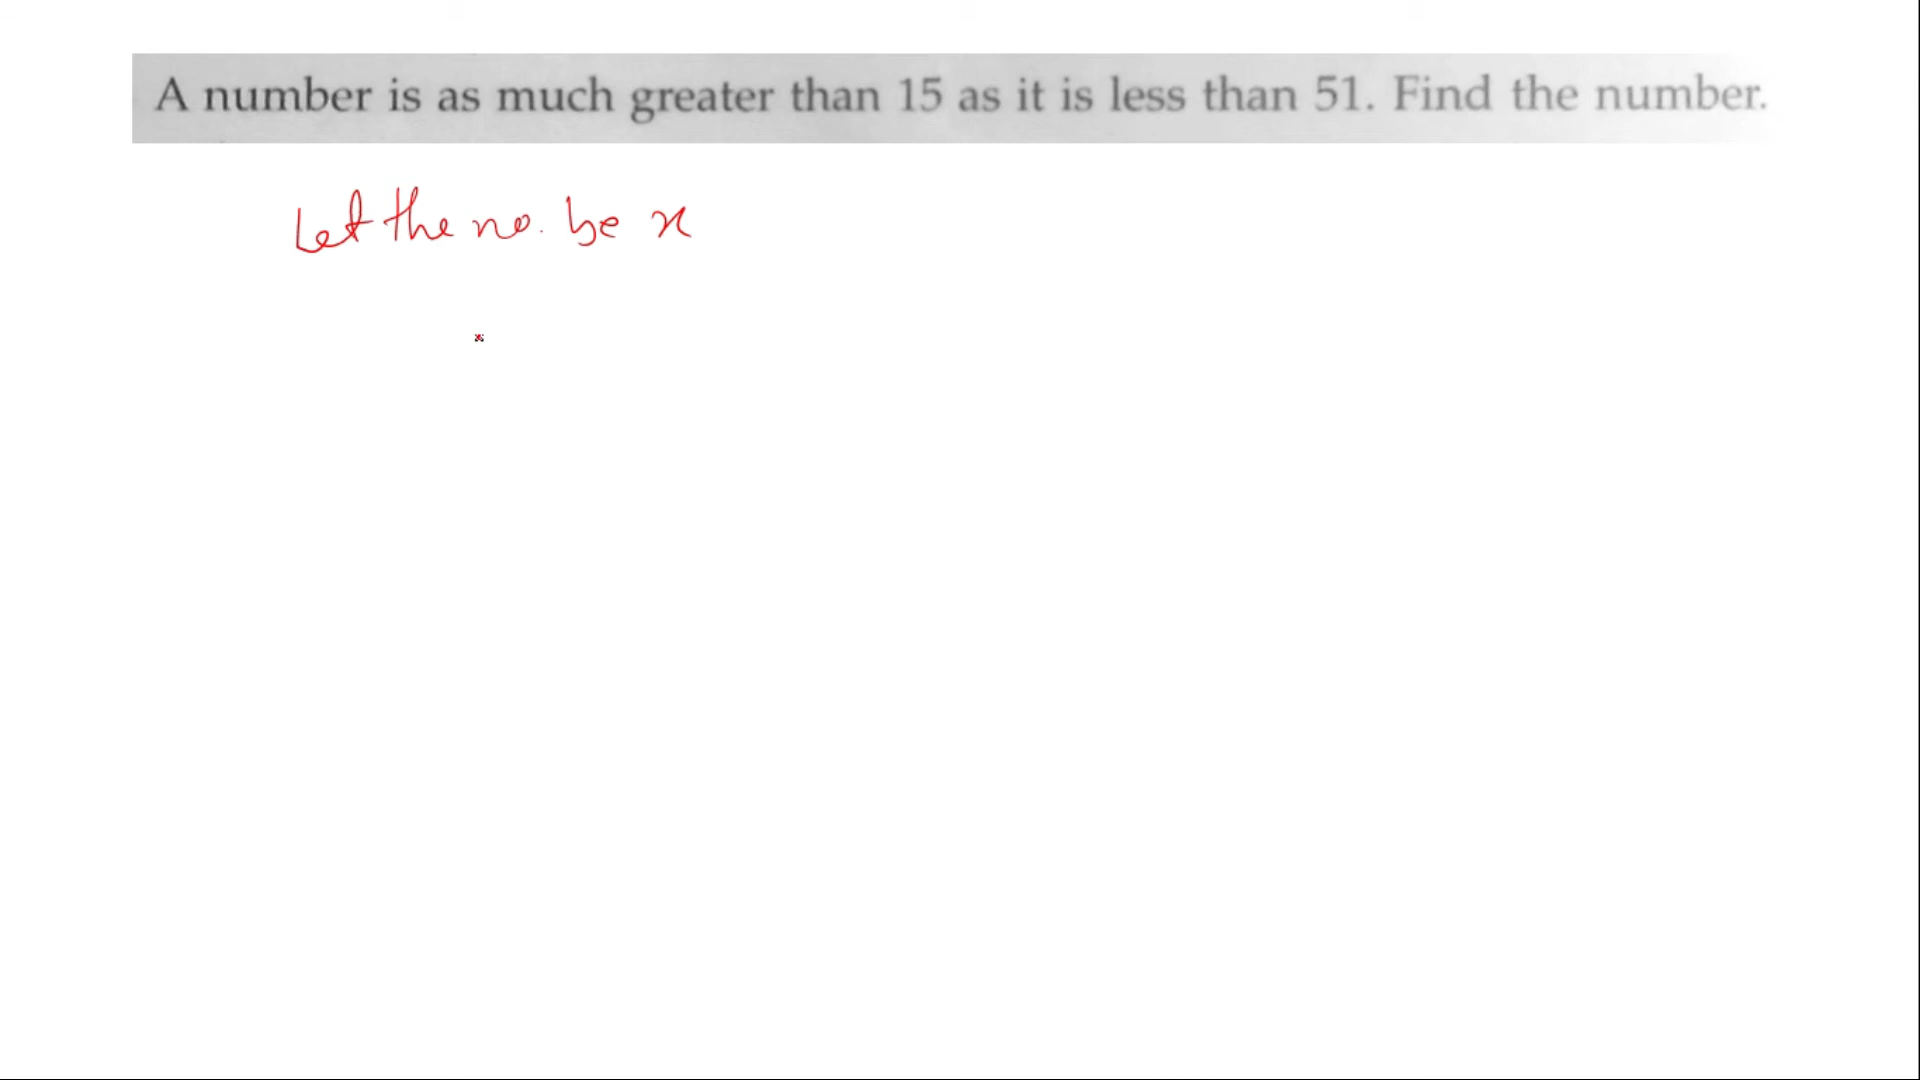 A number is as much greater than 15 as it is less than 51. Find the number.
Let the no. be x